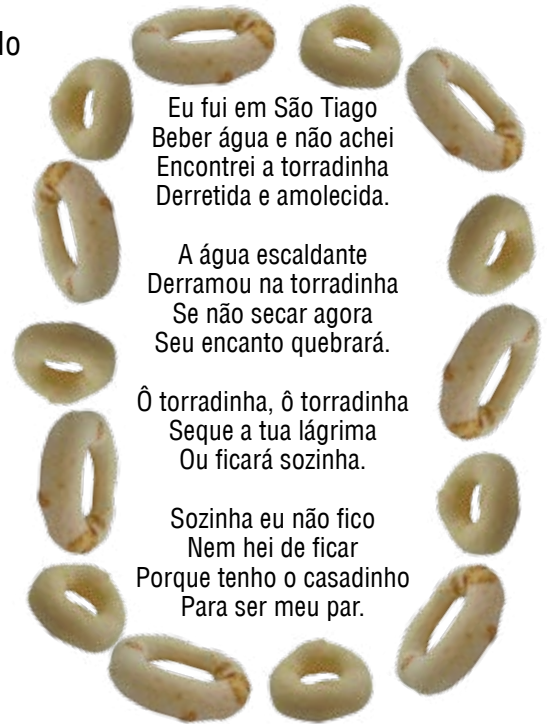 lo
Eu fui em São Tiago
Beber água e não achei
Encontrei a torradinha
Derretida e amolecida.
A água escaldante
Derramou na torradinha
Se não secar agora
Seu encanto quebrará.
Ô torradinha, ô torradinha
Seque a tua lágrima
Ou ficará sozinha.
Sozinha eu não fico
Nem hei de ficar
Porque tenho o casadinho
Para ser meu par.